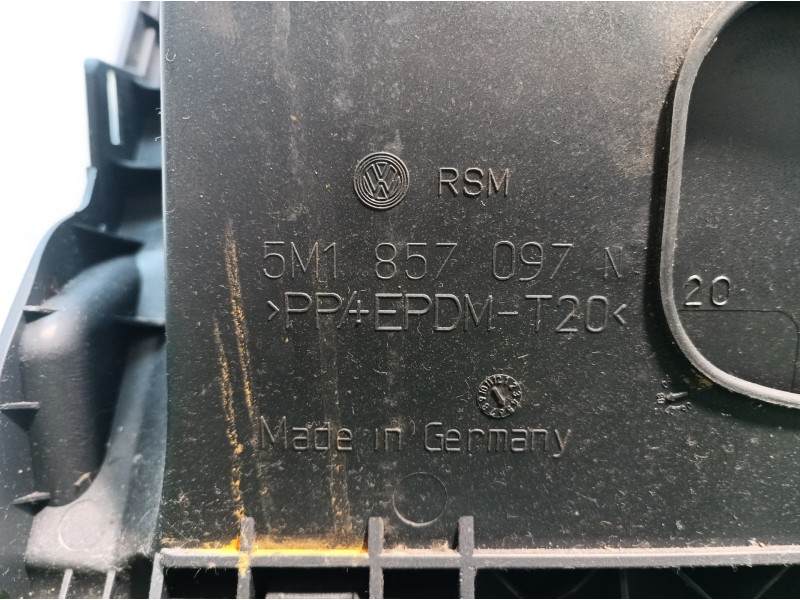 RSM
5M1 857 097 N
>PP/+EPDM-T20<
20
Made in Germany